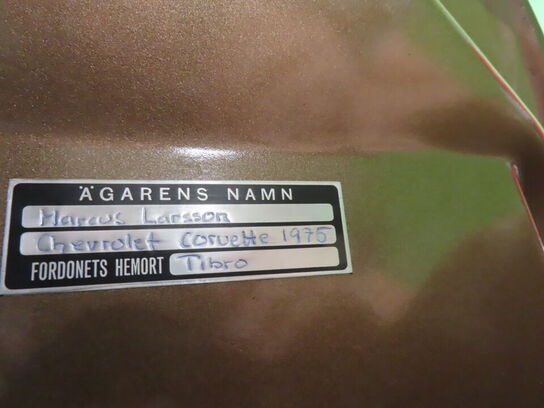 ÄGARENS NAMN
Marcus Larsson
Chevrolet Corvette 1975
FORDONETS HEMORT Tibro